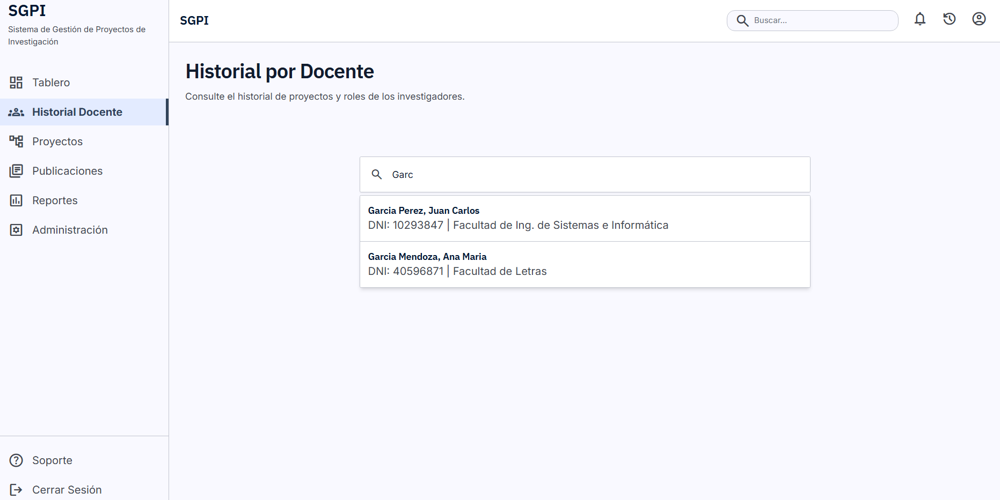 SGPI
Sistema de Gestión de Proyectos de
Investigación
Tablero
Historial Docente
Proyectos
Publicaciones
Reportes
Administración
Soporte
Cerrar Sesión
SGPI
Buscar...
Historial por Docente
Consulte el historial de proyectos y roles de los investigadores.
Garc
Garcia Perez, Juan Carlos
DNI: 10293847 | Facultad de Ing. de Sistemas e Informática
Garcia Mendoza, Ana Maria
DNI: 40596871 | Facultad de Letras